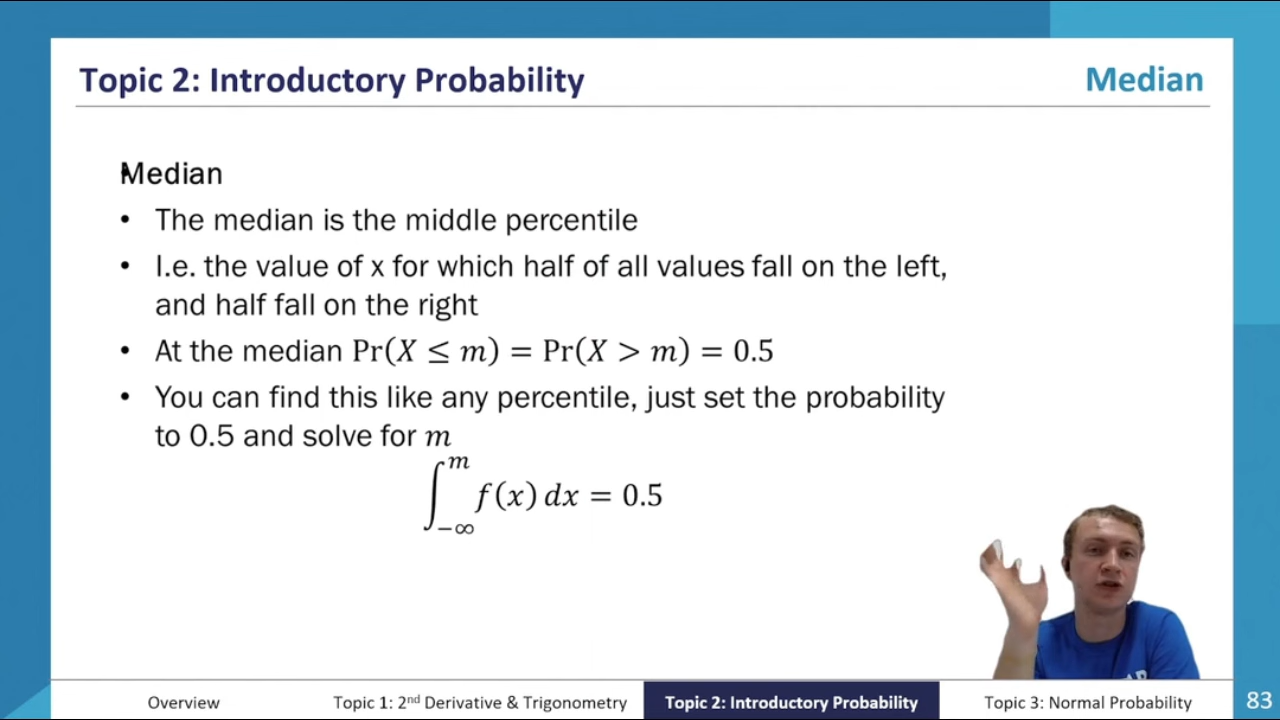 Topic 2: Introductory Probability
Median
Median
• The median is the middle percentile
• I.e. the value of x for which half of all values fall on the left,
and half fall on the right
• At the median Pr(X ≤ m) = Pr(X > m) = 0.5
• You can find this like any percentile, just set the probability
to 0.5 and solve for m
∫_{-∞}^{m} f(x) dx = 0.5
Overview
Topic 1: 2nd Derivative & Trigonometry
Topic 2: Introductory Probability
Topic 3: Normal Probability
83